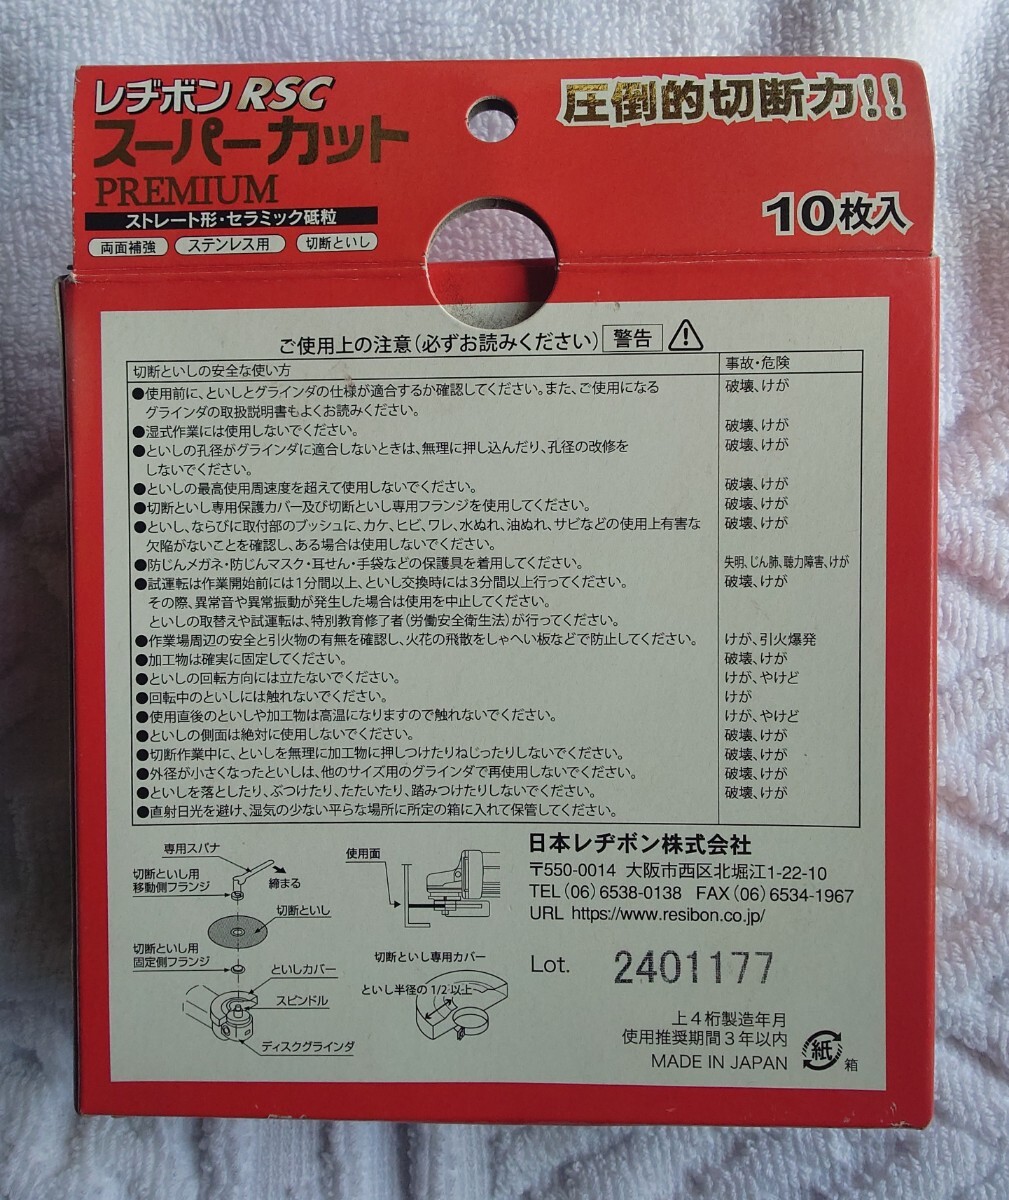 レヂボン RSC
スーパーカット
PREMIUM
ストレート形・セラミック砥粒
両面補強 ステンレス用 切断といし
圧倒的切断力!!
10枚入
ご使用上の注意(必ずお読みください) 警告
切断といしの安全な使い方 事故・危険
●使用前に、といしとグラインダの仕様が適合するか確認してください。また、ご使用になる 破壊、けが
グラインダの取扱説明書もよくお読みください。
●湿式作業には使用しないでください。 破壊、けが
●といしの孔径がグラインダに適合しないときは、無理に押し込んだり、孔径の改修を 破壊、けが
しないでください。
●といしの最高使用周速度を超えて使用しないでください。 破壊、けが
●切断といし専用保護カバー及び切断といし専用フランジを使用してください。 破壊、けが
●といし、ならびに取付部のブッシュに、カケ、ヒビ、ワレ、水ぬれ、油ぬれ、サビなどの使用上有害な 破壊、けが
欠陥がないことを確認し、ある場合は使用しないでください。
●防じんメガネ・防じんマスク・耳せん・手袋などの保護具を着用してください。 失明、じん肺、聴力障害、けが
●試運転は作業開始前には1分間以上、といし交換時には3分間以上行ってください。 破壊、けが
その際、異常音や異常振動が発生した場合は使用を中止してください。
といしの取替えや試運転は、特別教育修了者(労働安全衛生法)が行ってください。
●作業場周辺の安全と引火物の有無を確認し、火花の飛散をしゃへい板などで防止してください。 けが、引火爆発
●加工物は確実に固定してください。 破壊、けが
●といしの回転方向には立たないでください。 けが、やけど
●回転中のといしには触れないでください。 けが
●使用直後のといしや加工物は高温になりますので触れないでください。 けが、やけど
●といしの側面は絶対に使用しないでください。 破壊、けが
●切断作業中に、といしを無理に加工物に押しつけたりねじったりしないでください。 破壊、けが
●外径が小さくなったといしは、他のサイズ用のグラインダで再使用しないでください。 破壊、けが
●といしを落としたり、ぶつけたり、たたいたり、踏みつけたりしないでください。 破壊、けが
●直射日光を避け、湿気の少ない平らな場所に所定の箱に入れて保管してください。
専用スパナ
切断といし用
移動側フランジ
締まる
切断といし
切断といし用
固定側フランジ
といしカバー
スピンドル
ディスクグラインダ
使用面
切断といし専用カバー
といし半径の1/2以上
日本レヂボン株式会社
〒550-0014 大阪市西区北堀江1-22-10
TEL(06)6538-0138 FAX(06)6534-1967
URL https://www.resibon.co.jp/
Lot. 2401177
上4桁製造年月
使用推奨期間3年以内
MADE IN JAPAN
紙 箱